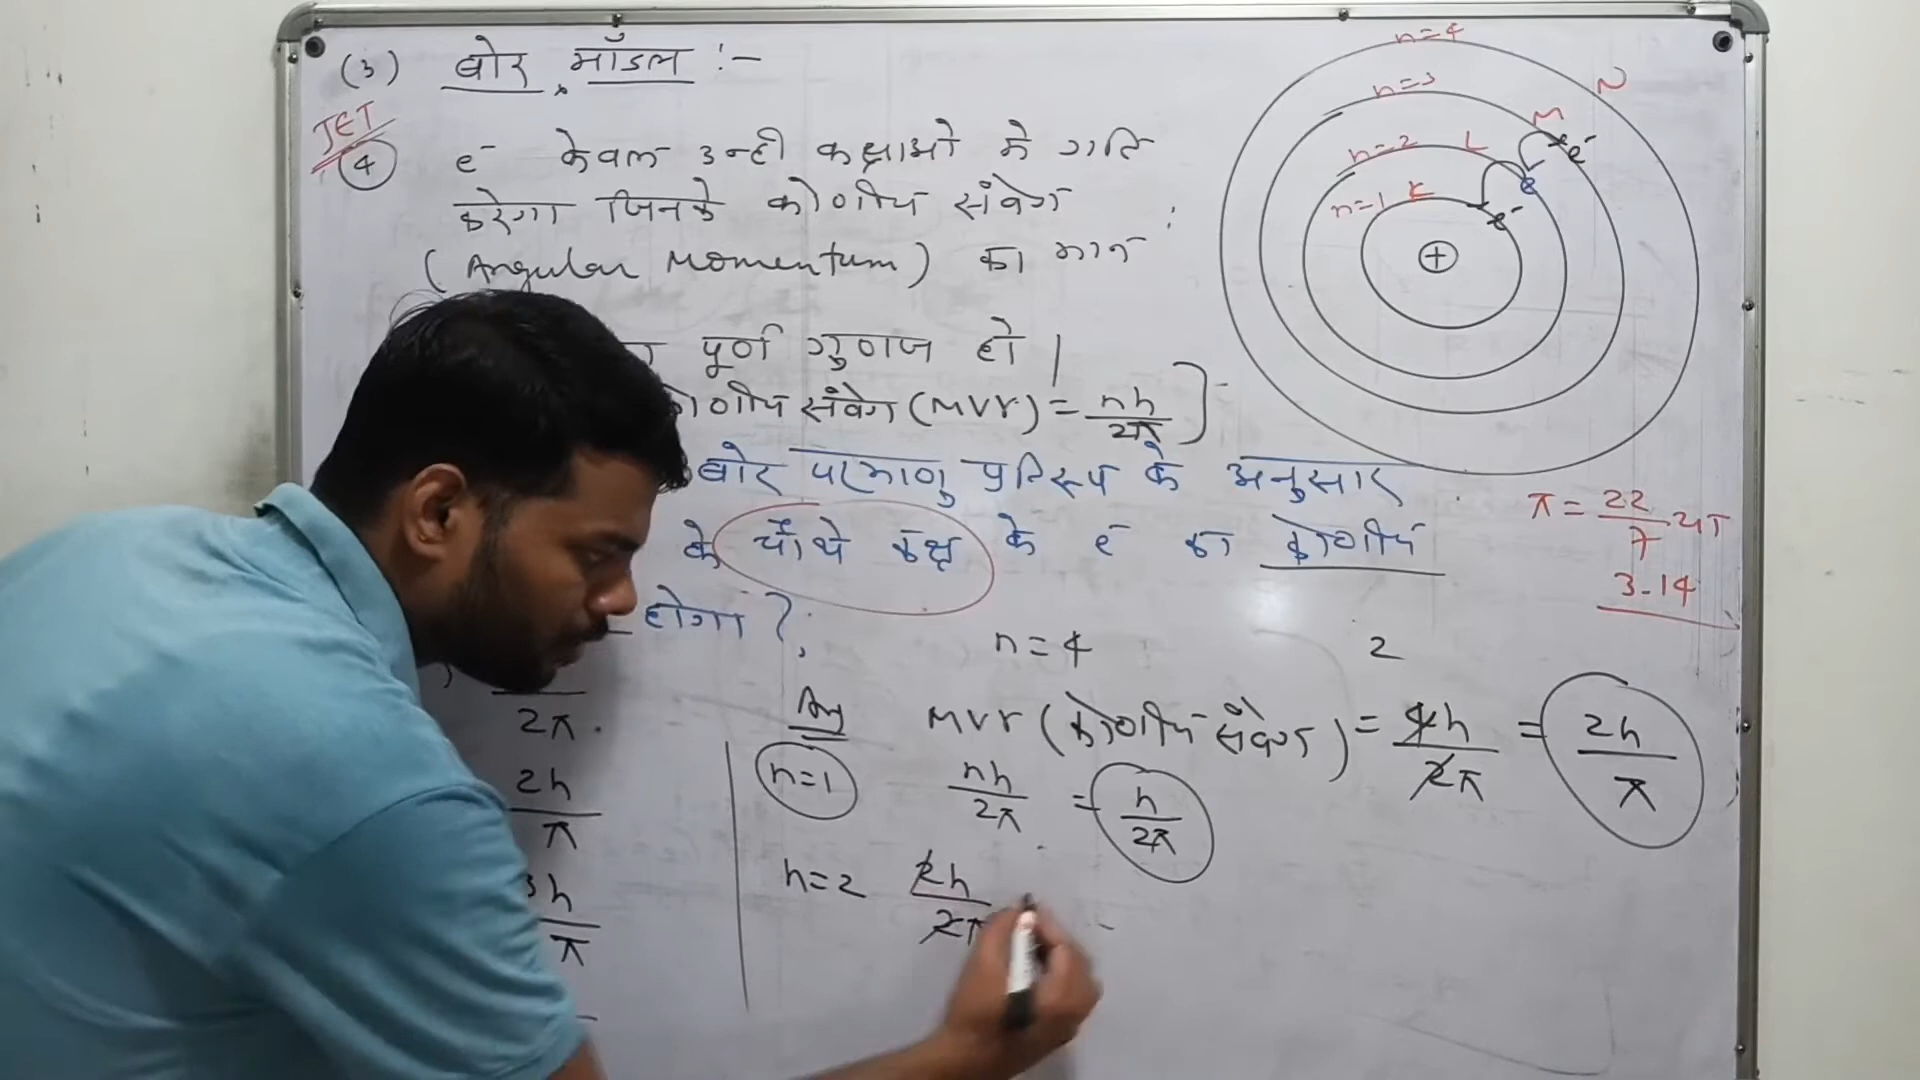 (3) बोर मॉडल :-
JET
(4) e⁻ केवल उन्ही कक्षाओ मे गति
करेगा जिनके कोणीय संवेग
(Angular Momentum) का मान
पूर्ण गुणज हो |
कोणीय संवेग (MVr) = nh/2π ]
बोर परमाणु प्रतिरूप के अनुसार
के चौथे कक्ष के e⁻ का कोणीय
होगा ?
n=4
N
n=3
M
n=2
L
e⁻
n=1
K
e
e⁻
+
π = 22/7 या
3.14
n=4
2
Ans MVr (कोणीय संवेग) = 4h/2π = 2h/π
n=1 nh/2π = h/2π
n=2 2h/2π
2π
2h/π
3h/π